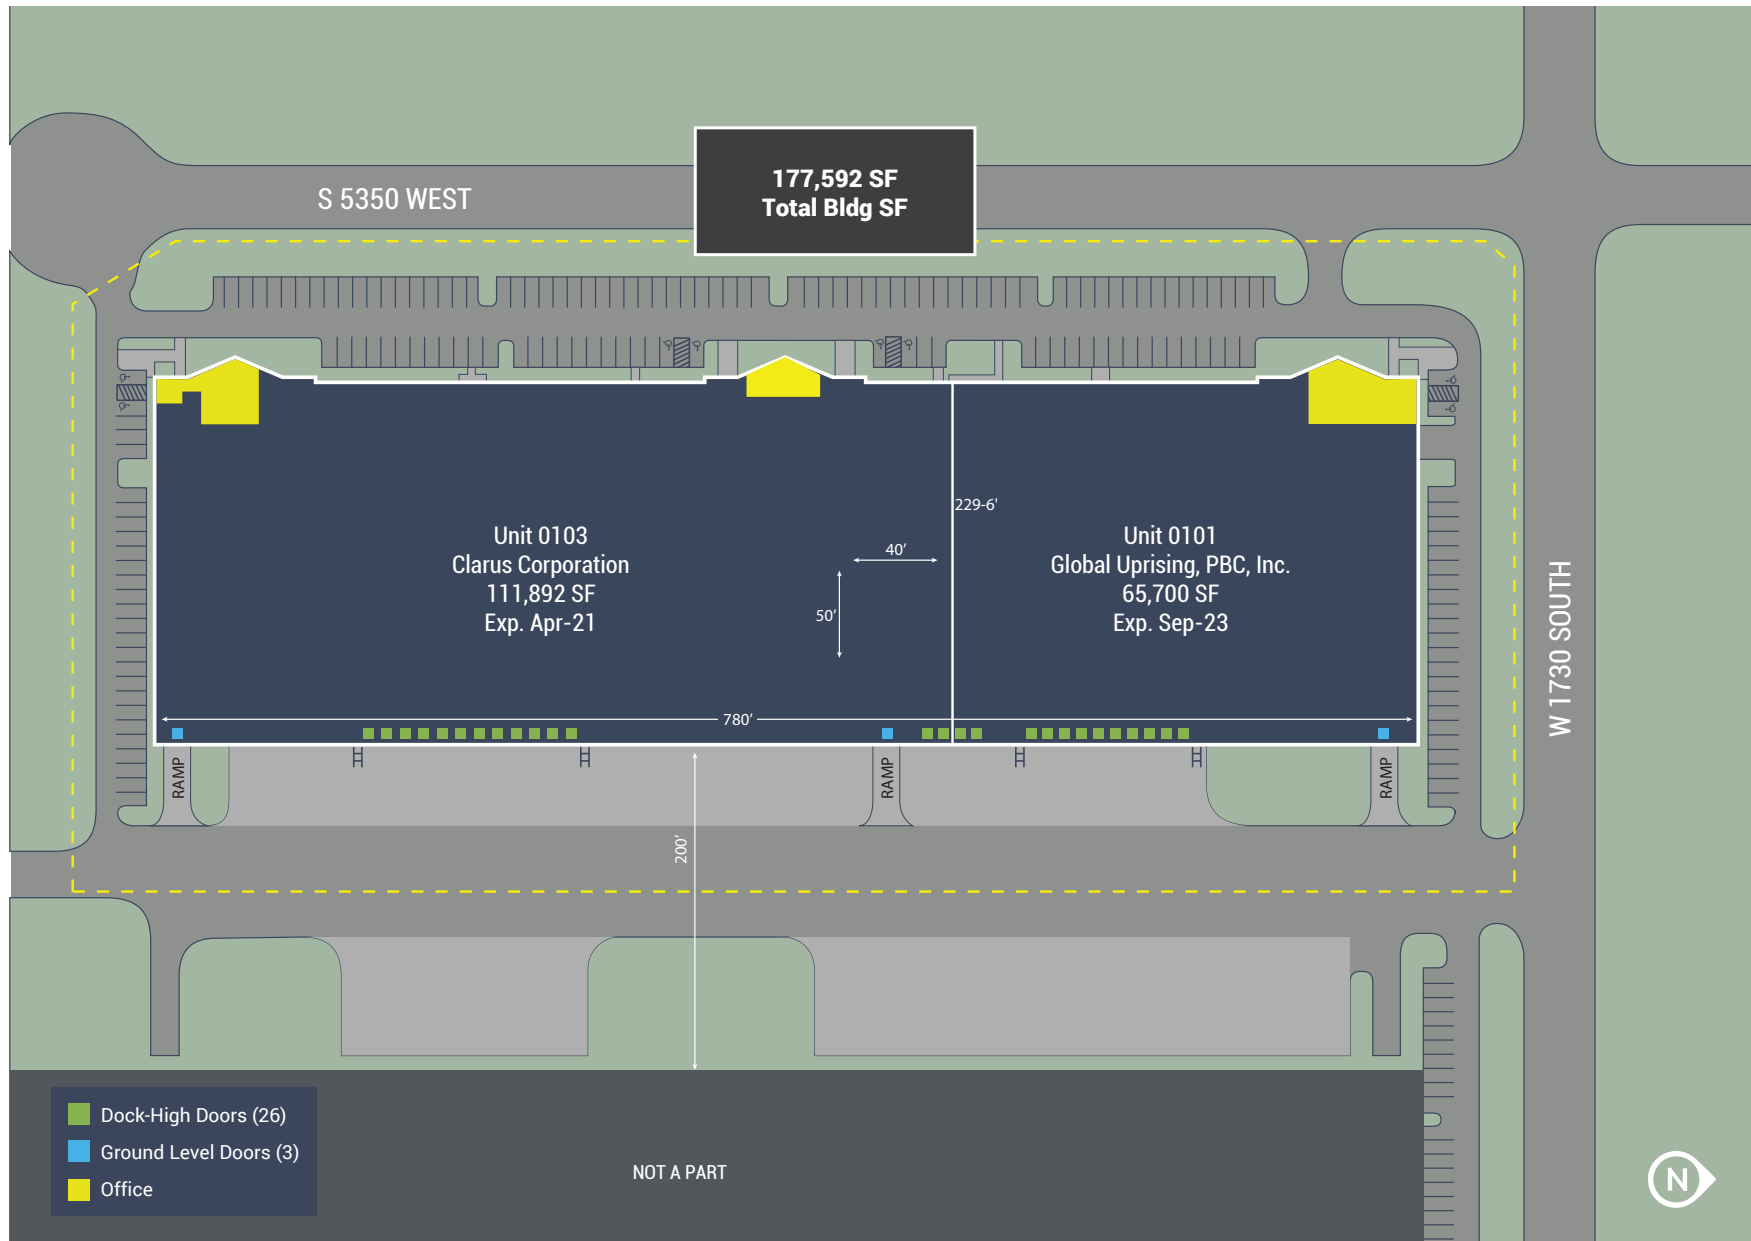 177,592 SF
Total Bldg SF
S 5350 WEST
229-6'
Unit 0103
Clarus Corporation
111,892 SF
Exp. Apr-21
40′
50′
Unit 0101
Global Uprising, PBC, Inc.
65,700 SF
Exp. Sep-23
W 1730 SOUTH
780′
RAMP
RAMP
RAMP
200′
Dock-High Doors (26)
Ground Level Doors (3)
Office
NOT A PART
N